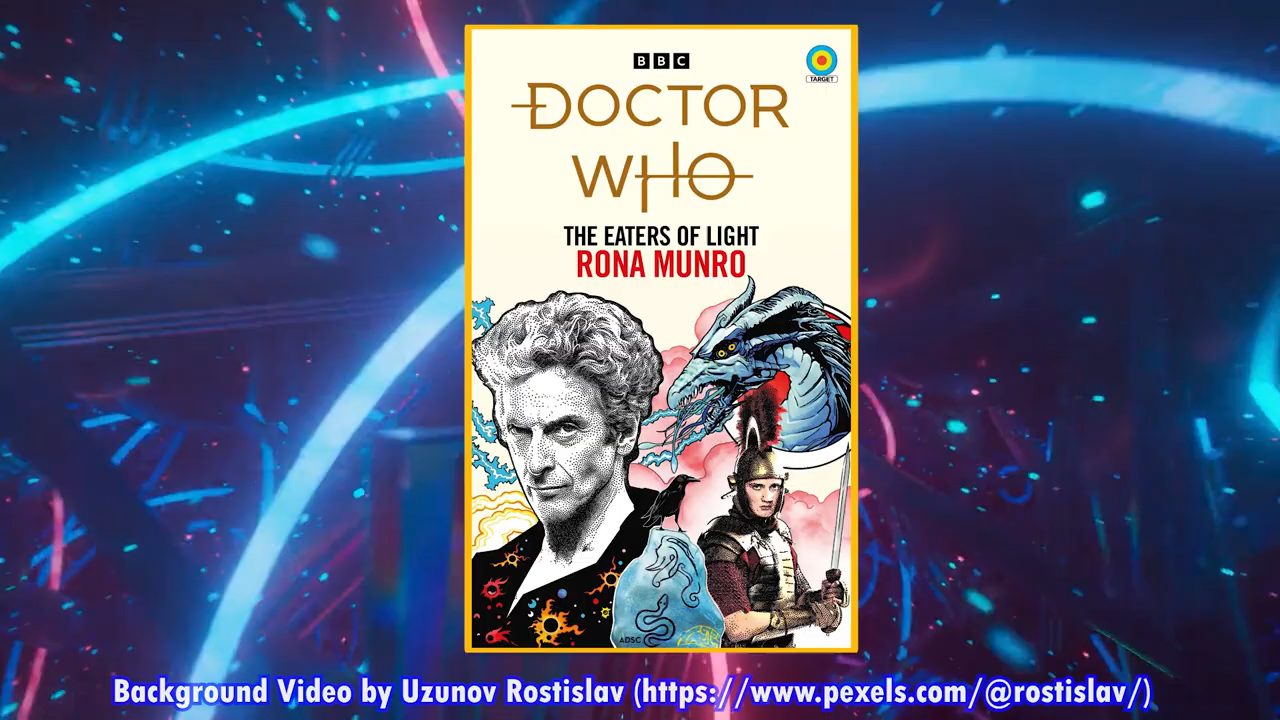 BBC
TARGET
DOCTOR
WHO
THE EATERS OF LIGHT
RONA MUNRO
ADSC
Background Video by Uzunov Rostislav (https://www.pexels.com/@rostislav/)